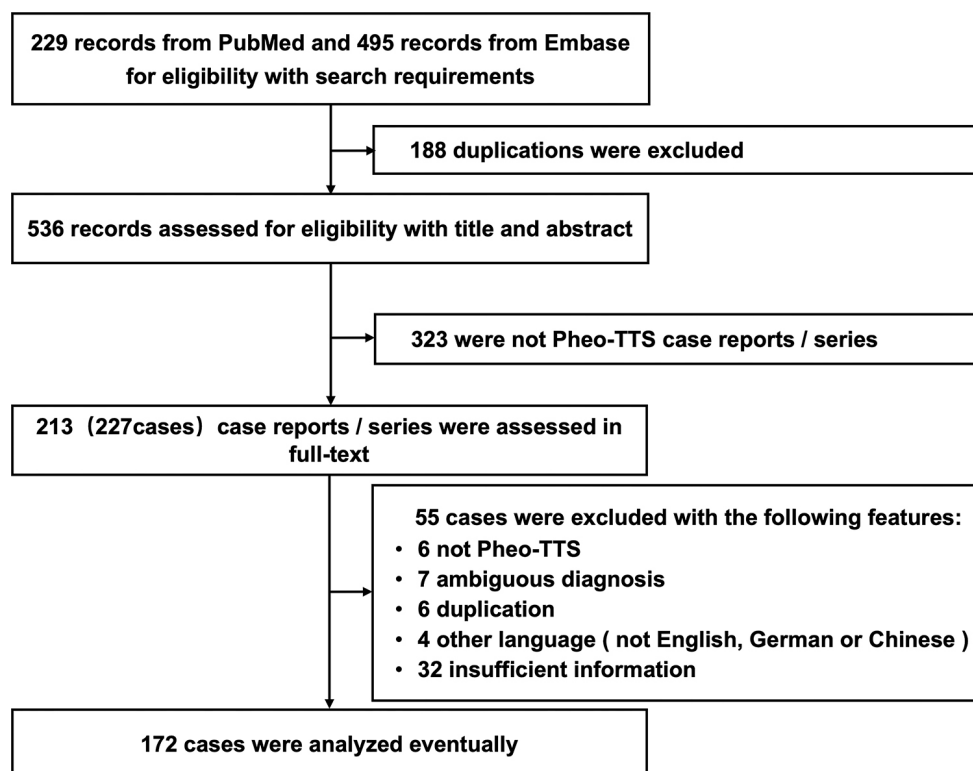 229 records from PubMed and 495 records from Embase
for eligibility with search requirements
188 duplications were excluded
536 records assessed for eligibility with title and abstract
323 were not Pheo-TTS case reports / series
213（227cases）case reports / series were assessed in
full-text
55 cases were excluded with the following features:
• 6 not Pheo-TTS
• 7 ambiguous diagnosis
• 6 duplication
• 4 other language ( not English, German or Chinese )
• 32 insufficient information
172 cases were analyzed eventually